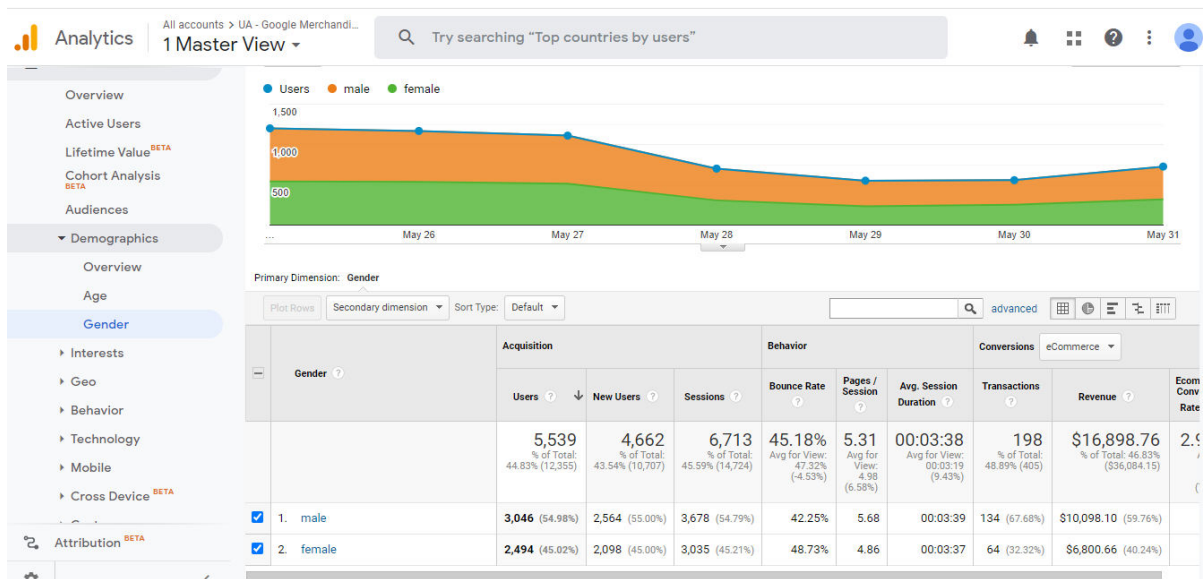 All accounts > UA - Google Merchandi...
Analytics
1 Master View
Try searching “Top countries by users”
Overview
Active Users
Lifetime Value BETA
Cohort Analysis
BETA
Audiences
Demographics
Overview
Age
Gender
Interests
Geo
Behavior
Technology
Mobile
Cross Device BETA
Attribution BETA
Users male female
1,500
1,000
500
... May 26 May 27 May 28 May 29 May 30 May 31
Primary Dimension: Gender
Plot Rows Secondary dimension Sort Type: Default advanced
Acquisition Behavior Conversions eCommerce
Gender ?
Users ? New Users ? Sessions ? Bounce Rate ? Pages / Session ? Avg. Session Duration ? Transactions ? Revenue ? Ecom Conv Rate
5,539 4,662 6,713 45.18% 5.31 00:03:38 198 $16,898.76
% of Total: 44.83% (12,355) % of Total: 43.54% (10,707) % of Total: 45.59% (14,724) Avg for View: 47.32% (-4.53%) Avg for View: 4.98 (6.58%) Avg for View: 00:03:19 (9.43%) % of Total: 48.89% (405) % of Total: 46.83% ($36,084.15)
1. male 3,046 (54.98%) 2,564 (55.00%) 3,678 (54.79%) 42.25% 5.68 00:03:39 134 (67.68%) $10,098.10 (59.76%)
2. female 2,494 (45.02%) 2,098 (45.00%) 3,035 (45.21%) 48.73% 4.86 00:03:37 64 (32.32%) $6,800.66 (40.24%)